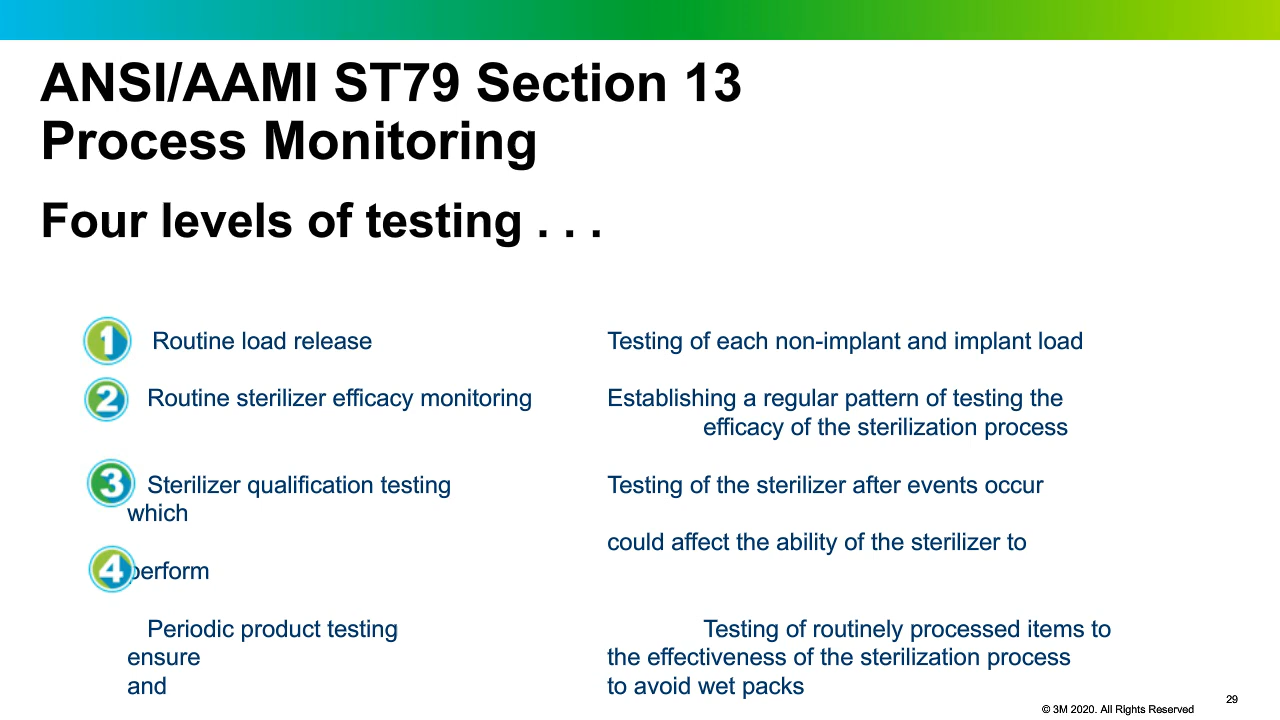 ANSI/AAMI ST79 Section 13
Process Monitoring
Four levels of testing . . .
1 Routine load release Testing of each non-implant and implant load
2 Routine sterilizer efficacy monitoring Establishing a regular pattern of testing the
efficacy of the sterilization process
3 Sterilizer qualification testing Testing of the sterilizer after events occur
which
could affect the ability of the sterilizer to
4 perform
Periodic product testing Testing of routinely processed items to
ensure the effectiveness of the sterilization process
and to avoid wet packs
29
© 3M 2020. All Rights Reserved